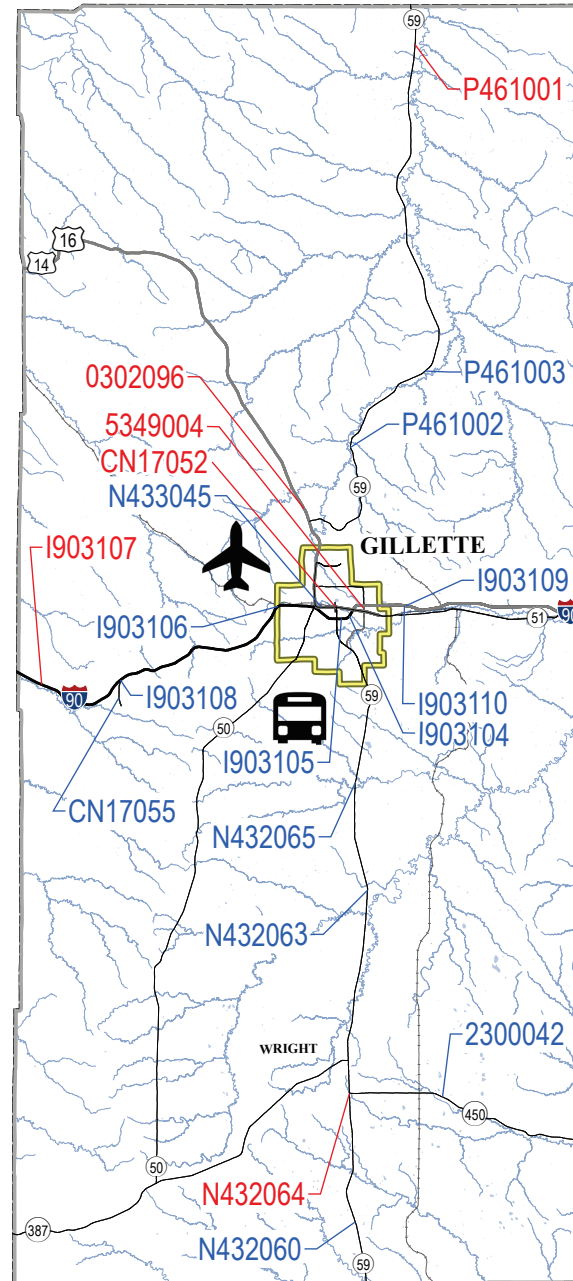 59
P461001
16
14
0302096
P461003
5349004
P461002
CN17052
N433045
59
GILLETTE
I903107
I903109
I903106
90
51
90
I903108
59
I903110
50
I903104
I903105
CN17055
N432065
N432063
WRIGHT
2300042
450
50
N432064
387
N432060
59